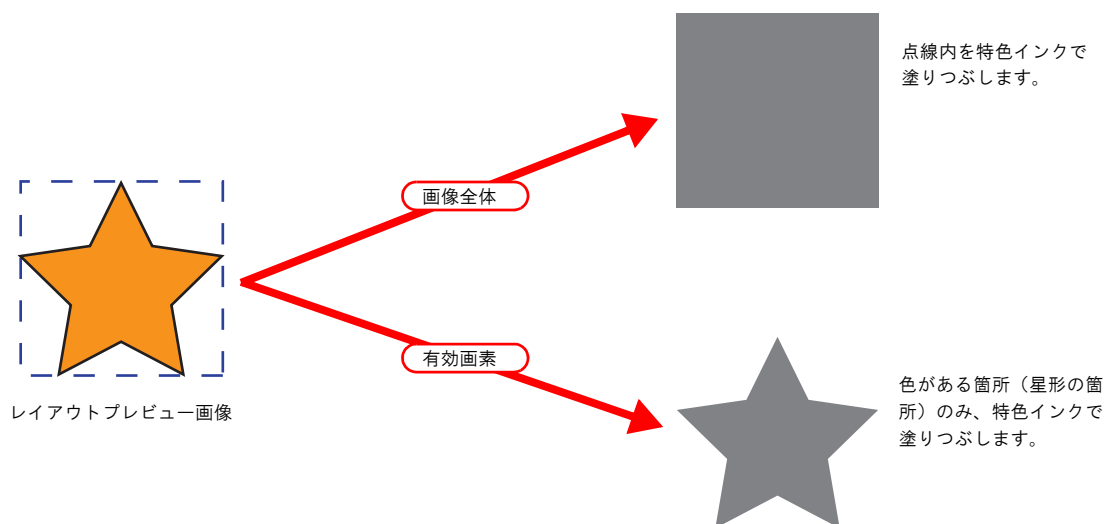 点線内を特色インクで
塗りつぶします。
画像全体
有効画素
レイアウトプレビュー画像
色がある箇所（星形の箇
所）のみ、特色インクで
塗りつぶします。